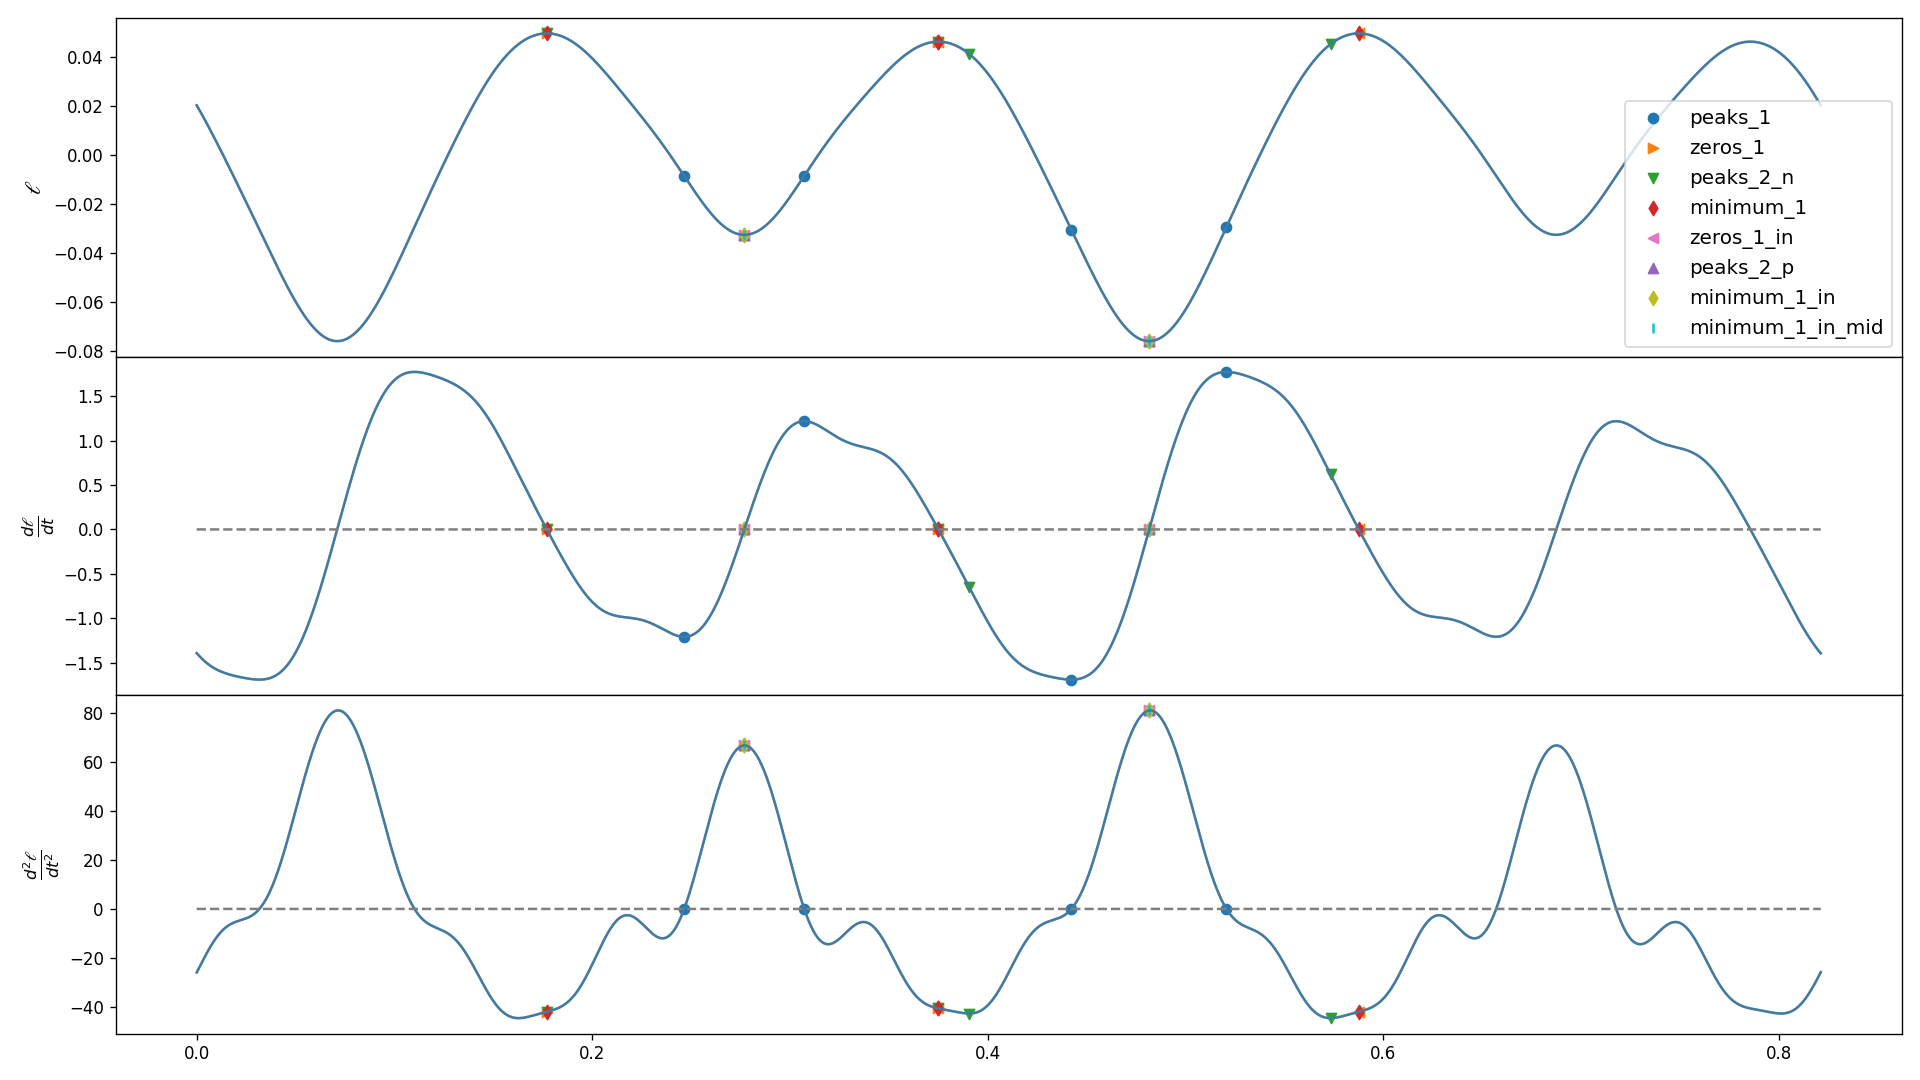 0.04
0.02
0.00
−0.02
−0.04
−0.06
−0.08
ℓ
peaks_1
zeros_1
peaks_2_n
minimum_1
zeros_1_in
peaks_2_p
minimum_1_in
minimum_1_in_mid
1.5
1.0
0.5
0.0
−0.5
−1.0
−1.5
dℓ
dt
80
60
40
20
0
−20
−40
d²ℓ
dt²
0.0 0.2 0.4 0.6 0.8